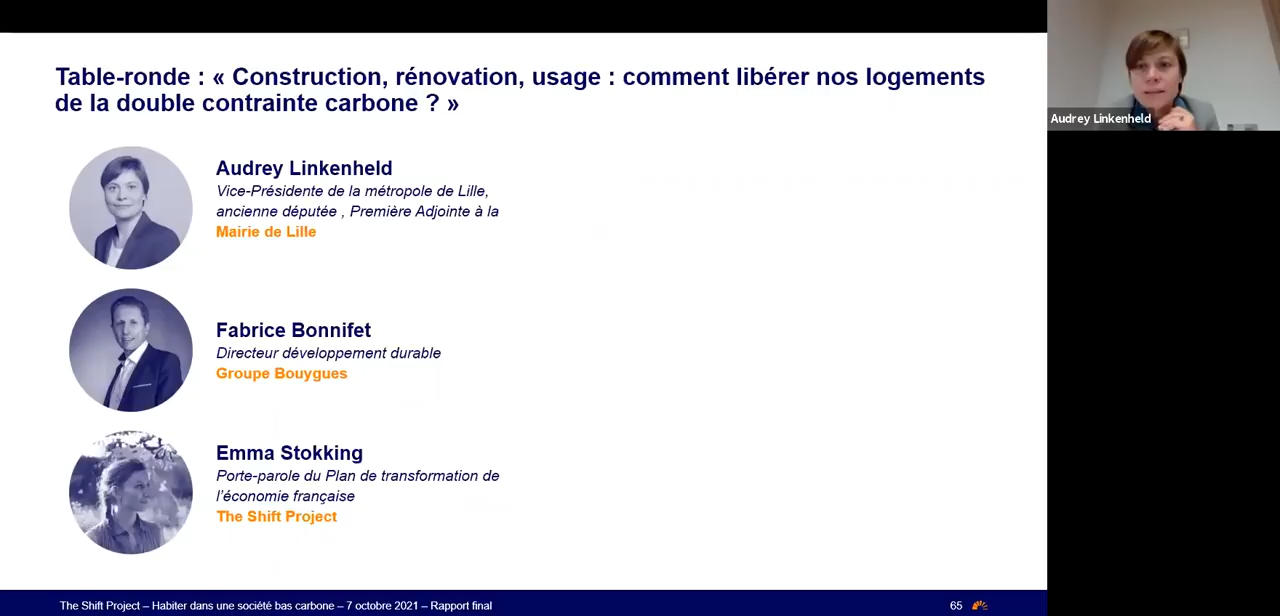 Table-ronde : « Construction, rénovation, usage : comment libérer nos logements
de la double contrainte carbone ? »
Audrey Linkenheld
Vice-Présidente de la métropole de Lille,
ancienne députée , Première Adjointe à la
Mairie de Lille
Fabrice Bonnifet
Directeur développement durable
Groupe Bouygues
Emma Stokking
Porte-parole du Plan de transformation de
l'économie française
The Shift Project
The Shift Project – Habiter dans une société bas carbone – 7 octobre 2021 – Rapport final
65
Audrey Linkenheld